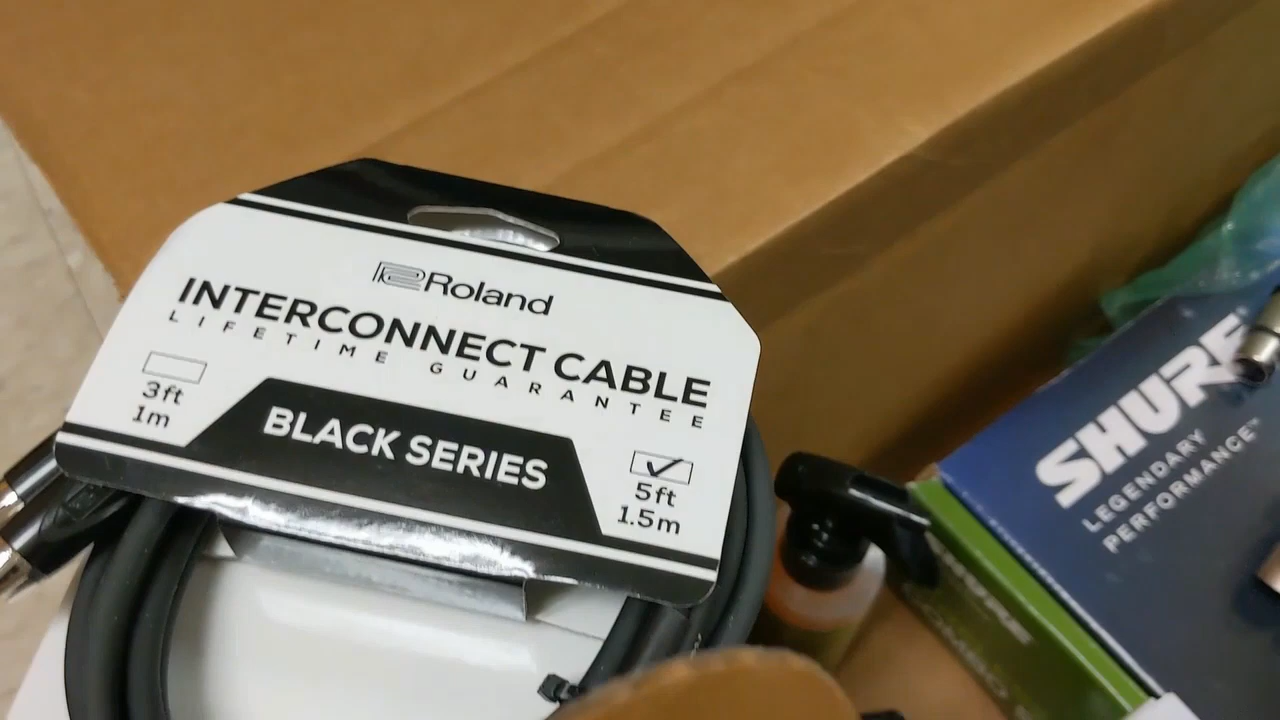 Roland
INTERCONNECT CABLE
LIFETIME GUARANTEE
3ft
1m
BLACK SERIES
5ft
1.5m
SHURE
LEGENDARY
PERFORMANCE™